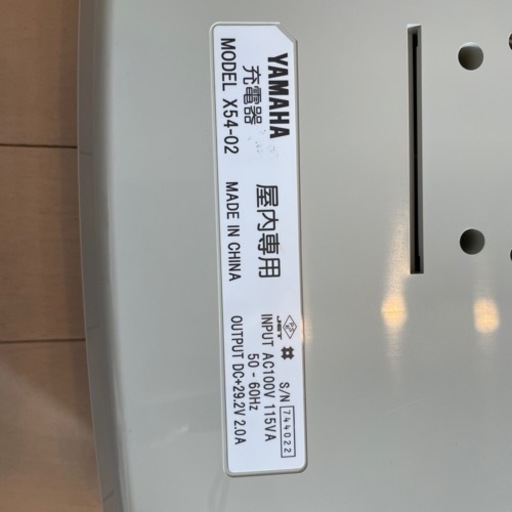 YAMAHA
充電器
MODEL X54-02
屋内専用
MADE IN CHINA
S/N 744022
JET
INPUT AC100V 115VA
50 - 60Hz
OUTPUT DC+29.2V 2.0A